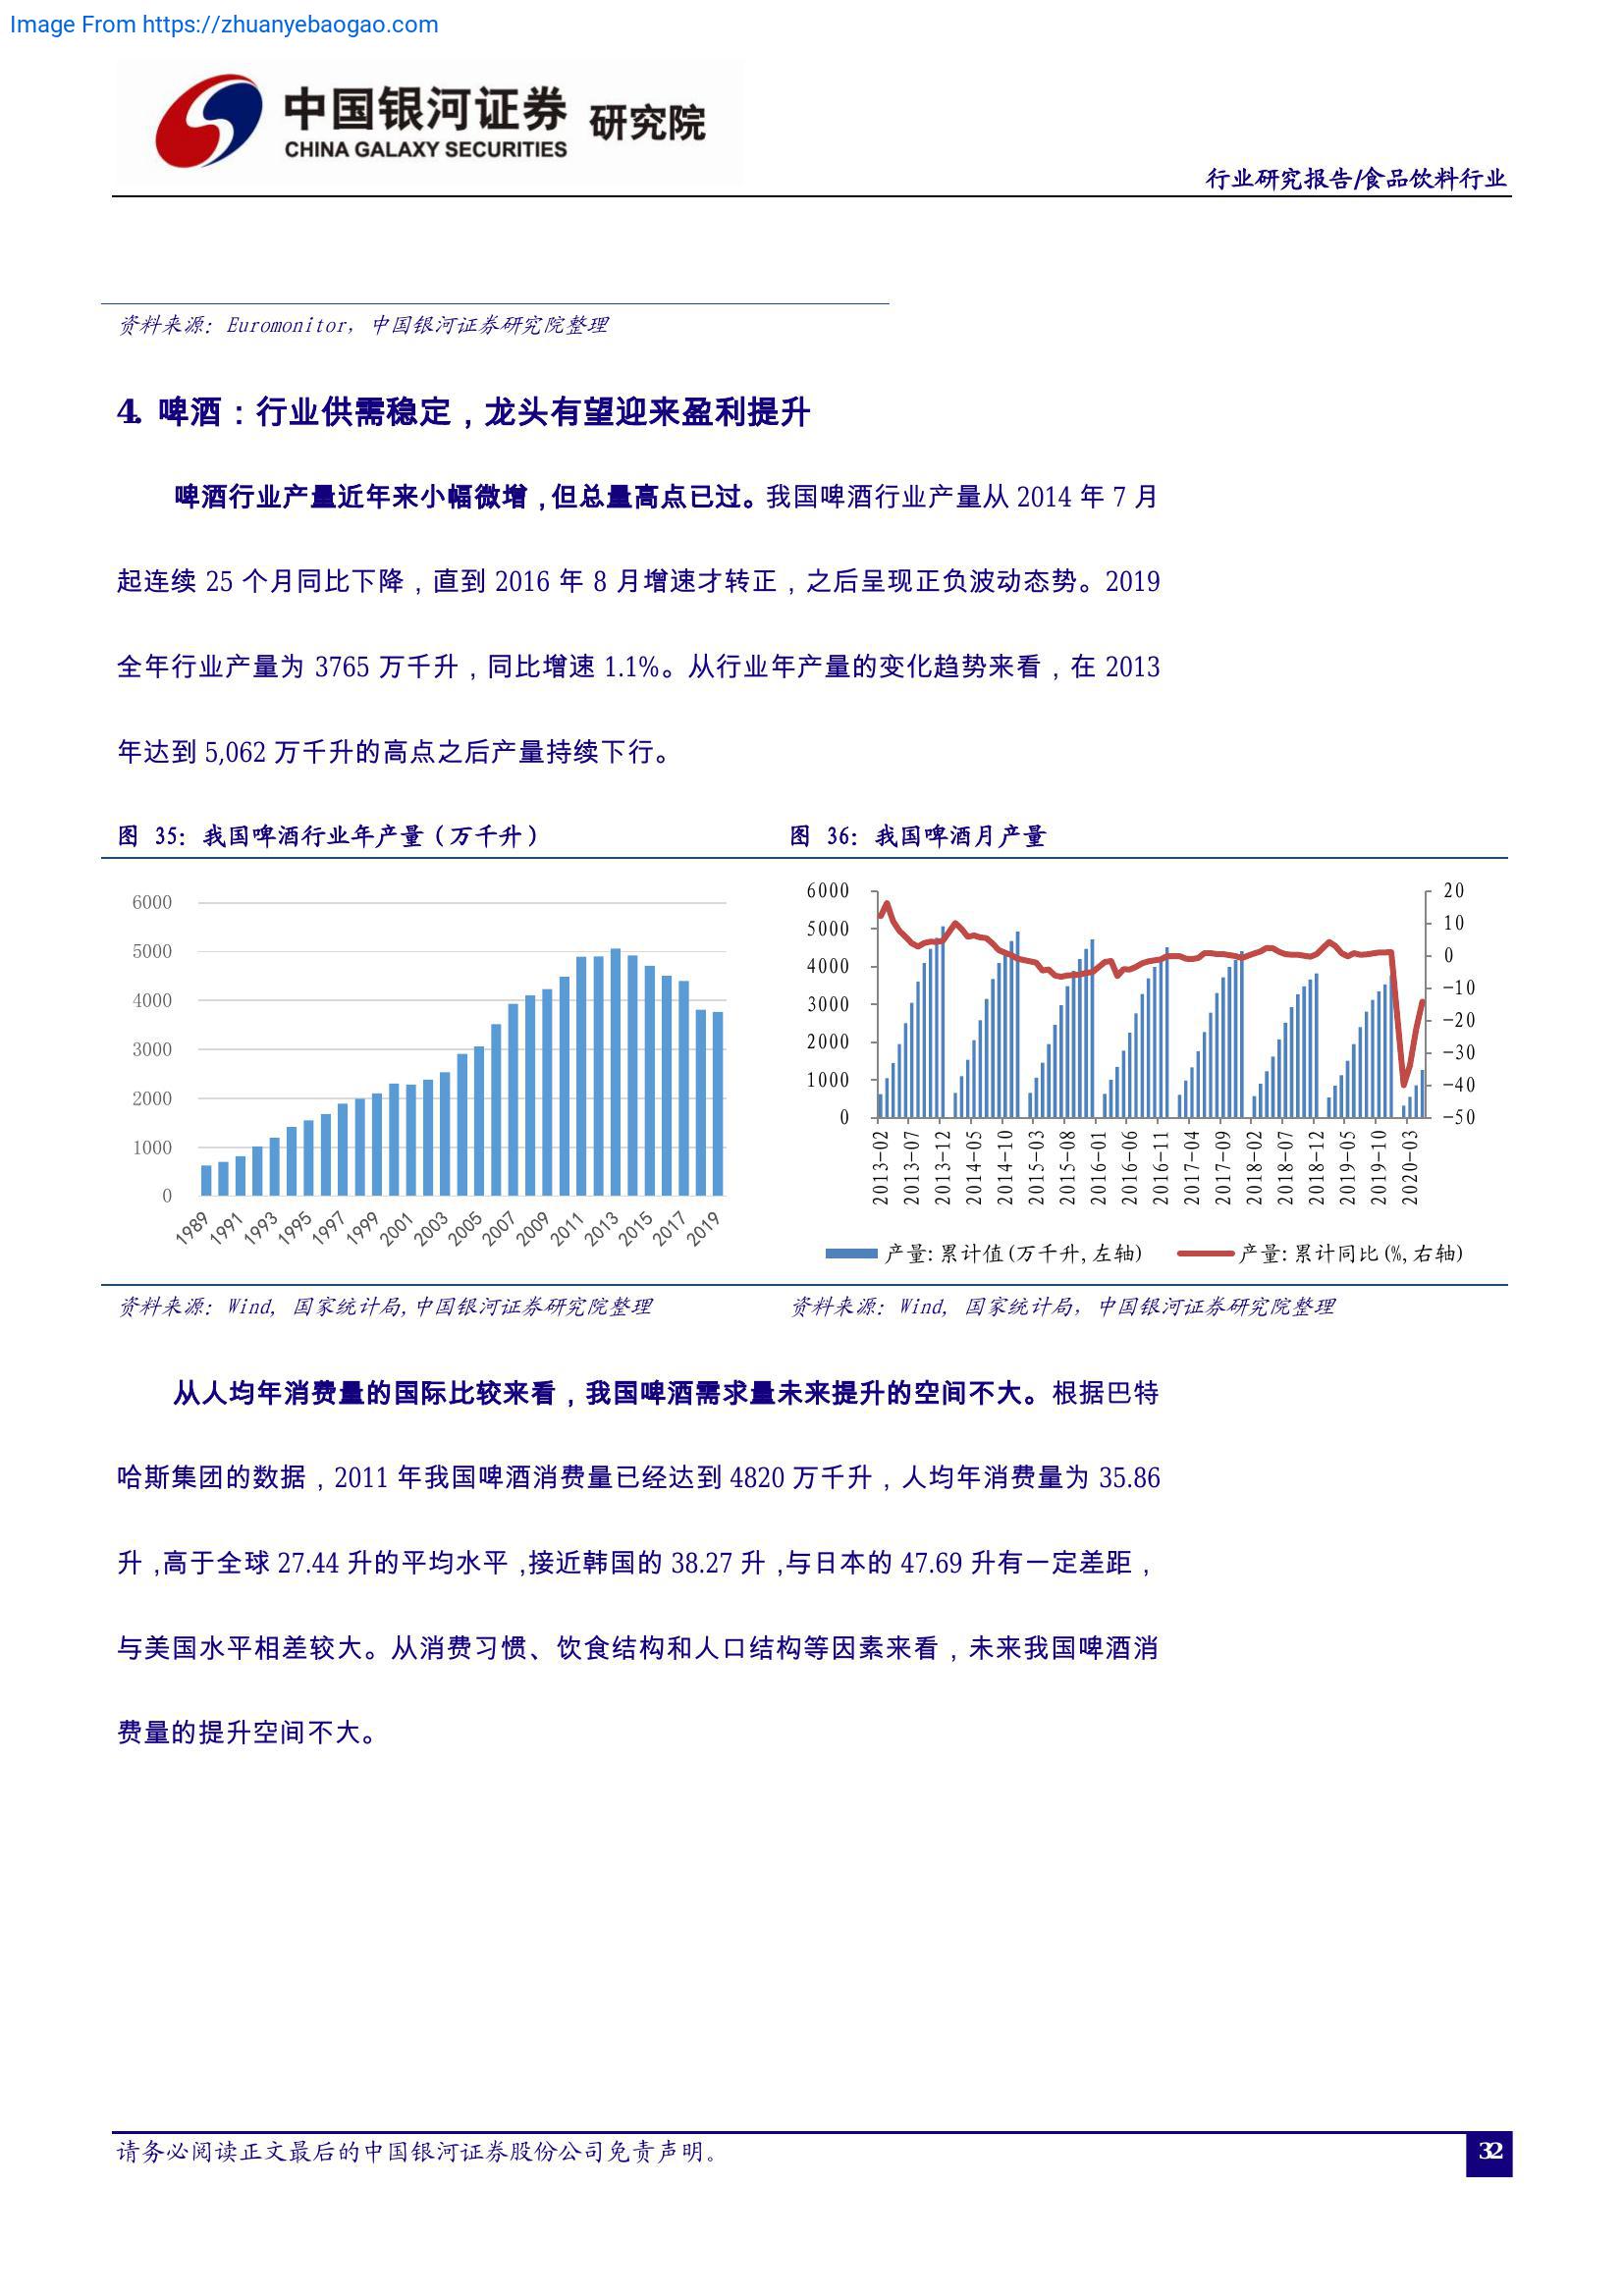 Image From https://zhuanyebaogao.com
中国银河证券 研究院
CHINA GALAXY SECURITIES
行业研究报告/食品饮料行业
资料来源：Euromonitor，中国银河证券研究院整理
4. 啤酒：行业供需稳定，龙头有望迎来盈利提升
啤酒行业产量近年来小幅微增，但总量高点已过。我国啤酒行业产量从 2014 年 7 月
起连续 25 个月同比下降，直到 2016 年 8 月增速才转正，之后呈现正负波动态势。2019
全年行业产量为 3765 万千升，同比增速 1.1%。从行业年产量的变化趋势来看，在 2013
年达到 5,062 万千升的高点之后产量持续下行。
图 35：我国啤酒行业年产量（万千升）
6000
5000
4000
3000
2000
1000
0
1989 1991 1993 1995 1997 1999 2001 2003 2005 2007 2009 2011 2013 2015 2017 2019
资料来源：Wind, 国家统计局,中国银河证券研究院整理
图 36：我国啤酒月产量
6000
5000
4000
3000
2000
1000
0
20
10
0
-10
-20
-30
-40
-50
2013-02 2013-07 2013-12 2014-05 2014-10 2015-03 2015-08 2016-01 2016-06 2016-11 2017-04 2017-09 2018-02 2018-07 2018-12 2019-05 2019-10 2020-03
产量:累计值(万千升,左轴) 产量:累计同比(%,右轴)
资料来源：Wind, 国家统计局，中国银河证券研究院整理
从人均年消费量的国际比较来看，我国啤酒需求量未来提升的空间不大。根据巴特
哈斯集团的数据，2011 年我国啤酒消费量已经达到 4820 万千升，人均年消费量为 35.86
升，高于全球 27.44 升的平均水平，接近韩国的 38.27 升，与日本的 47.69 升有一定差距，
与美国水平相差较大。从消费习惯、饮食结构和人口结构等因素来看，未来我国啤酒消
费量的提升空间不大。
请务必阅读正文最后的中国银河证券股份公司免责声明。
32